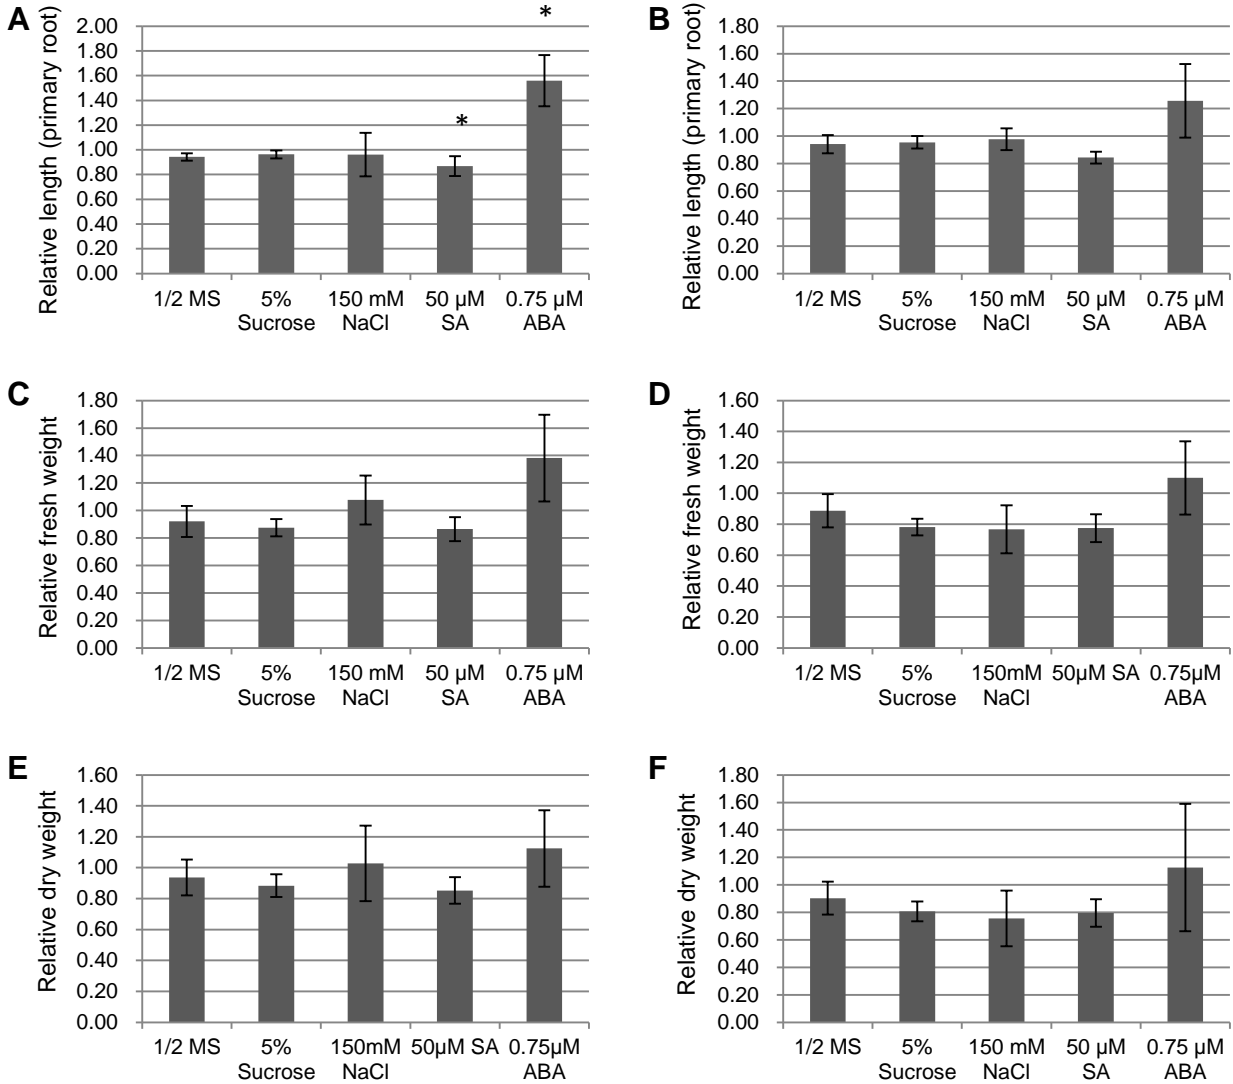 A
Relative length (primary root)
2.00
1.80
1.60
1.40
1.20
1.00
0.80
0.60
0.40
0.20
0.00
*
*
1/2 MS
5% Sucrose
150 mM NaCl
50 µM SA
0.75 µM ABA
B
Relative length (primary root)
1.80
1.60
1.40
1.20
1.00
0.80
0.60
0.40
0.20
0.00
1/2 MS
5% Sucrose
150 mM NaCl
50 µM SA
0.75 µM ABA
C
Relative fresh weight
1.80
1.60
1.40
1.20
1.00
0.80
0.60
0.40
0.20
0.00
1/2 MS
5% Sucrose
150 mM NaCl
50 µM SA
0.75 µM ABA
D
Relative fresh weight
1.60
1.40
1.20
1.00
0.80
0.60
0.40
0.20
0.00
1/2 MS
5% Sucrose
150mM NaCl
50µM SA
0.75µM ABA
E
Relative dry weight
1.60
1.40
1.20
1.00
0.80
0.60
0.40
0.20
0.00
1/2 MS
5% Sucrose
150mM NaCl
50µM SA
0.75µM ABA
F
Relative dry weight
1.80
1.60
1.40
1.20
1.00
0.80
0.60
0.40
0.20
0.00
1/2 MS
5% Sucrose
150 mM NaCl
50 µM SA
0.75 µM ABA